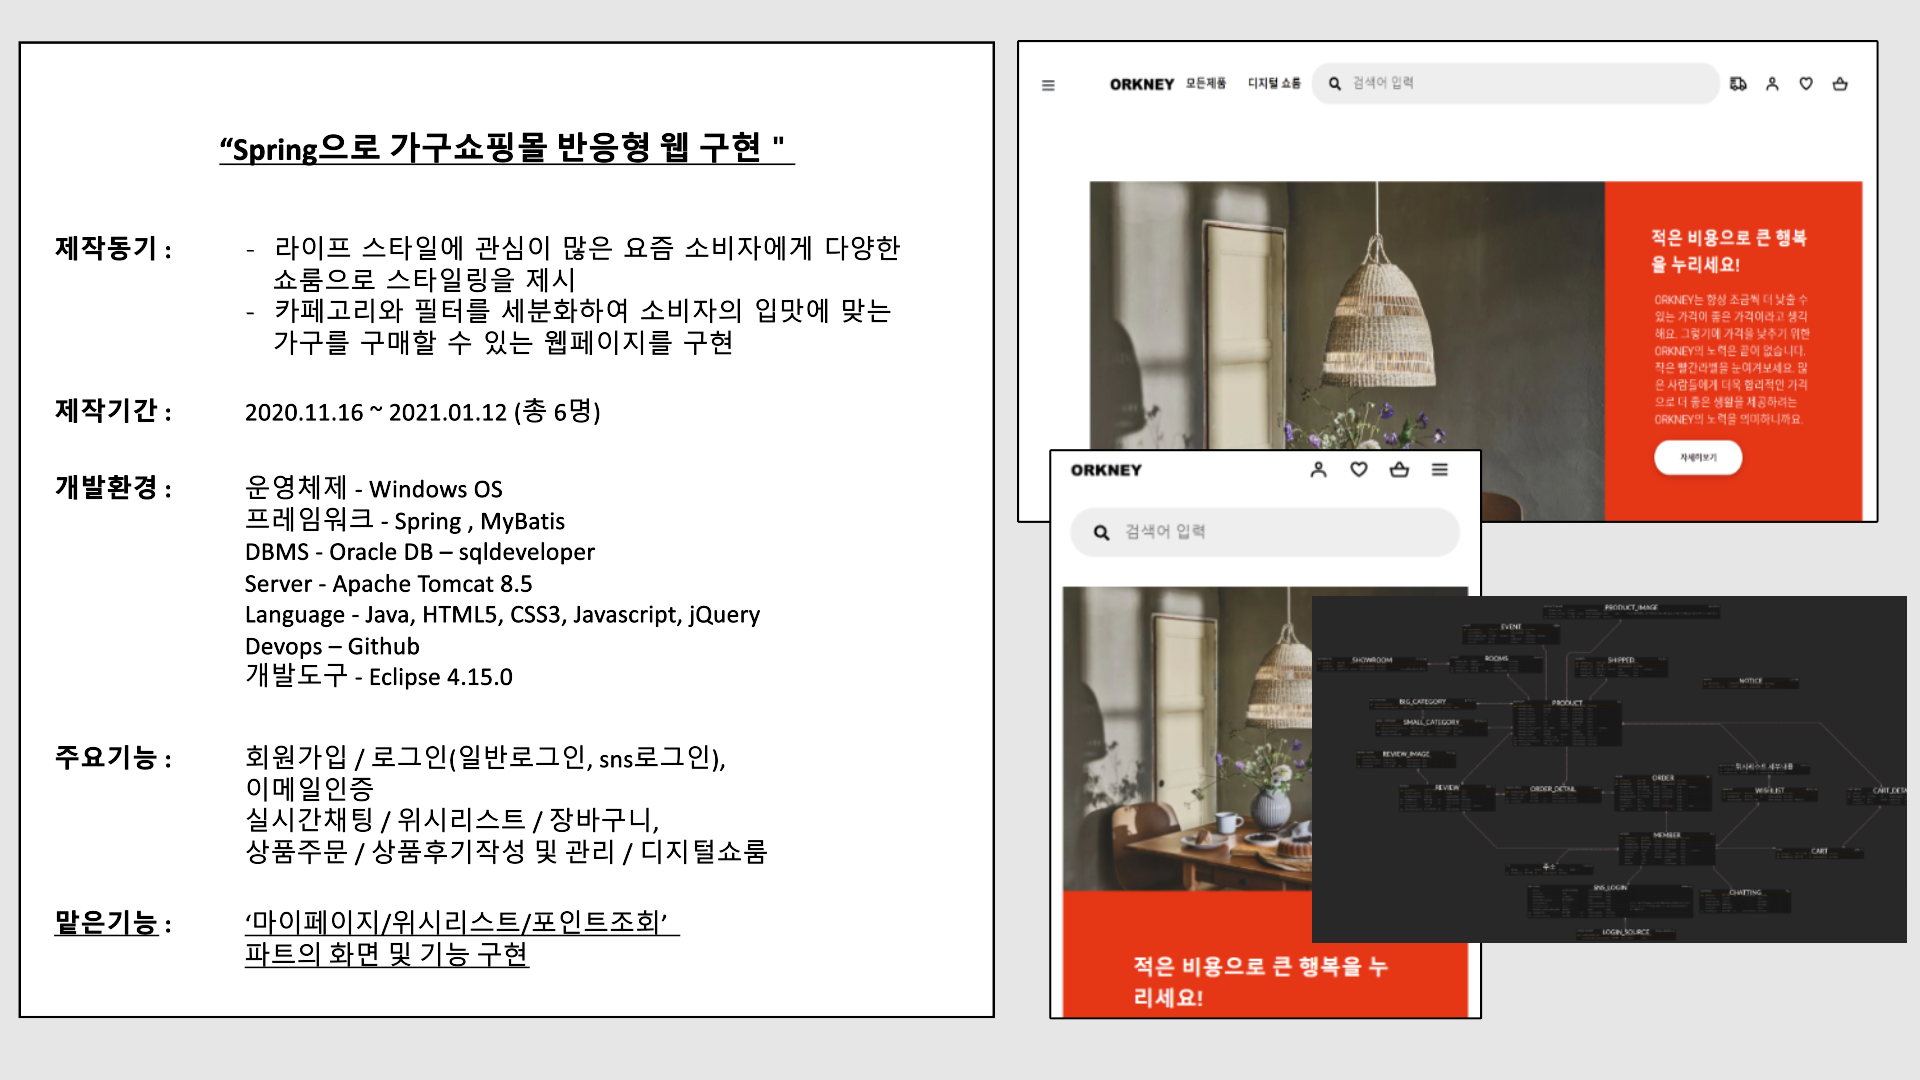 “Spring으로 가구쇼핑몰 반응형 웹 구현 "
제작동기 :
- 라이프 스타일에 관심이 많은 요즘 소비자에게 다양한
쇼룸으로 스타일링을 제시
- 카페고리와 필터를 세분화하여 소비자의 입맛에 맞는
가구를 구매할 수 있는 웹페이지를 구현
제작기간 :
2020.11.16 ~ 2021.01.12 (총 6명)
개발환경 :
운영체제 - Windows OS
프레임워크 - Spring , MyBatis
DBMS - Oracle DB – sqldeveloper
Server - Apache Tomcat 8.5
Language - Java, HTML5, CSS3, Javascript, jQuery
Devops – Github
개발도구 - Eclipse 4.15.0
주요기능 :
회원가입 / 로그인(일반로그인, sns로그인),
이메일인증
실시간채팅 / 위시리스트 / 장바구니,
상품주문 / 상품후기작성 및 관리 / 디지털쇼룸
맡은기능 :
‘마이페이지/위시리스트/포인트조회’
파트의 화면 및 기능 구현
ORKNEY 모든제품 디지털 쇼룸 검색어 입력
적은 비용으로 큰 행복
을 누리세요!
ORKNEY는 항상 조금씩 더 낮출 수
있는 가격이 좋은 가격이라고 생각
해요. 그렇기에 가격을 낮추기 위한
ORKNEY의 노력은 끝이 없습니다.
작은 빨간라벨을 눈여겨보세요. 많
은 사람들에게 더욱 합리적인 가격
으로 더 좋은 생활을 제공하려는
ORKNEY의 노력을 의미하니까요.
자세히보기
ORKNEY
검색어 입력
적은 비용으로 큰 행복을 누
리세요!
PRODUCT_IMAGE
EVENT
SHOWROOM
ROOMS
SHIPPED
NOTICE
BIG_CATEGORY
PRODUCT
SMALL_CATEGORY
REVIEW_IMAGE
위시리스트 세부내용
ORDER
REVIEW
ORDER_DETAIL
WISHLIST
CART_DETA
MEMBER
CART
주소
SNS_LOGIN
CHATTING
LOGIN_SOURCE